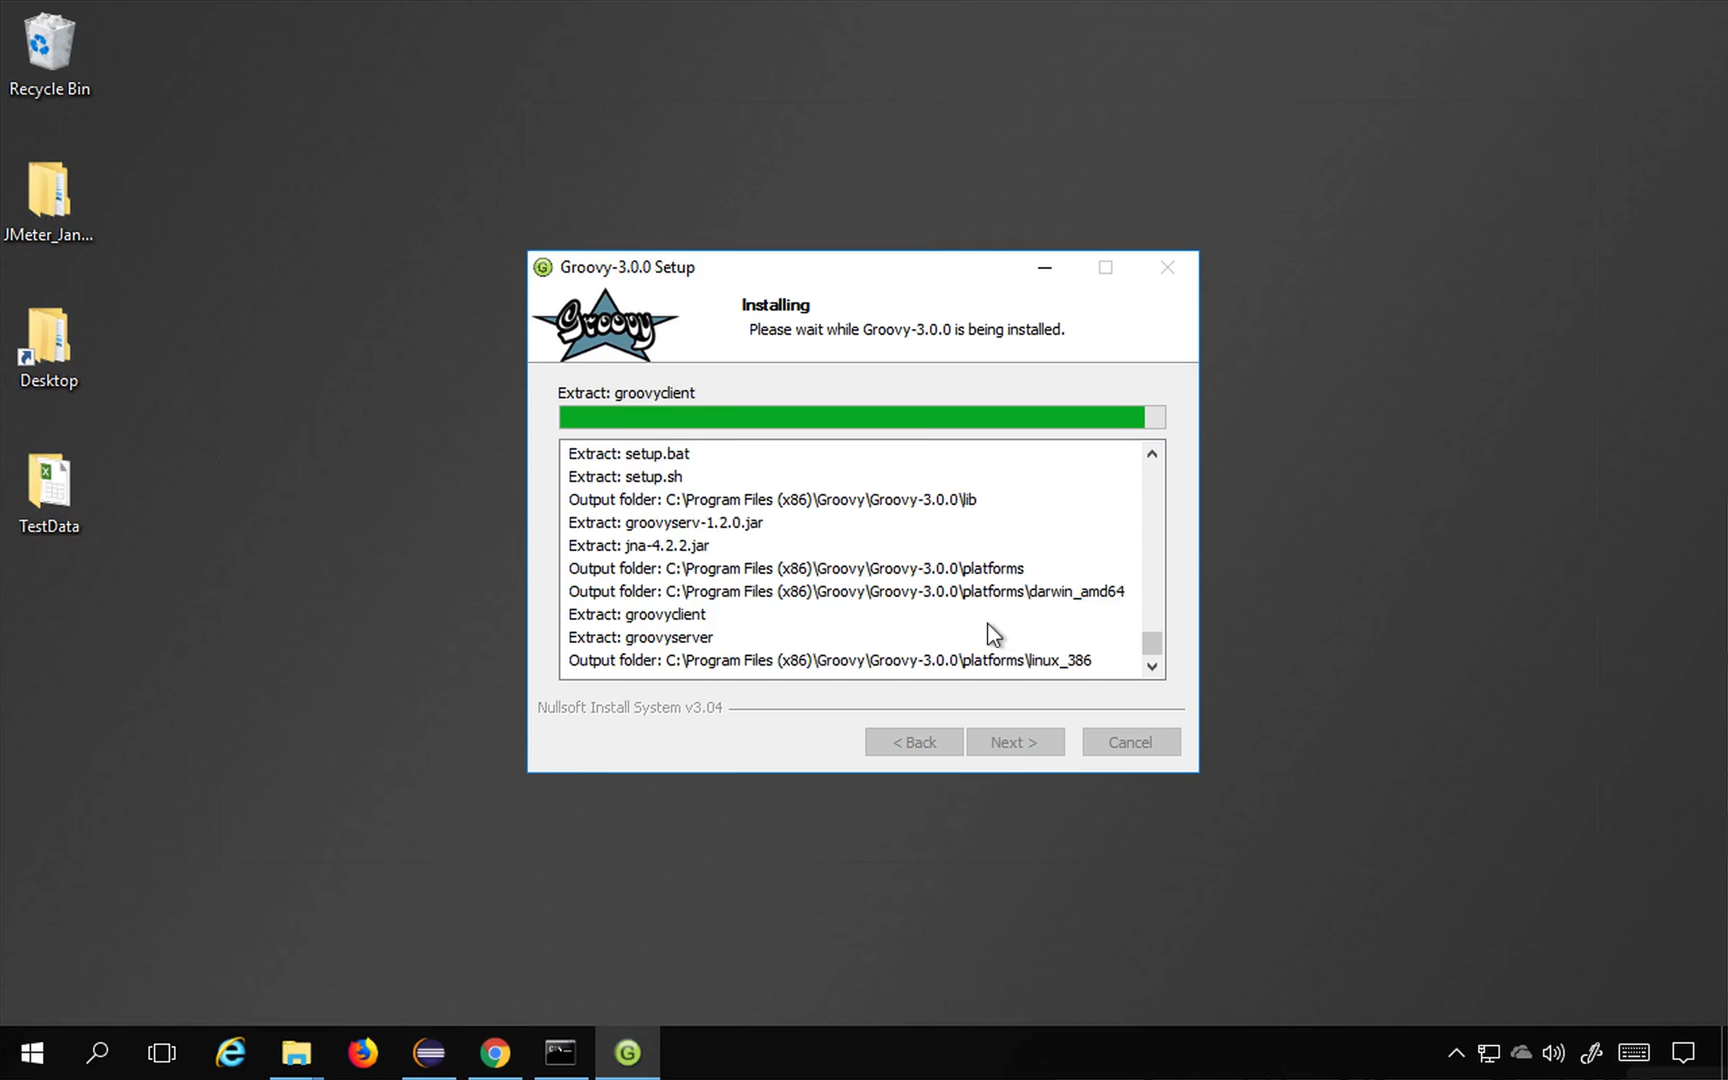 Recycle Bin
JMeter_Jan...
Desktop
TestData
Groovy-3.0.0 Setup
Groovy
Installing
Please wait while Groovy-3.0.0 is being installed.
Extract: groovyclient
Extract: setup.bat
Extract: setup.sh
Output folder: C:\Program Files (x86)\Groovy\Groovy-3.0.0\lib
Extract: groovyserv-1.2.0.jar
Extract: jna-4.2.2.jar
Output folder: C:\Program Files (x86)\Groovy\Groovy-3.0.0\platforms
Output folder: C:\Program Files (x86)\Groovy\Groovy-3.0.0\platforms\darwin_amd64
Extract: groovyclient
Extract: groovyserver
Output folder: C:\Program Files (x86)\Groovy\Groovy-3.0.0\platforms\linux_386
Nullsoft Install System v3.04
< Back
Next >
Cancel